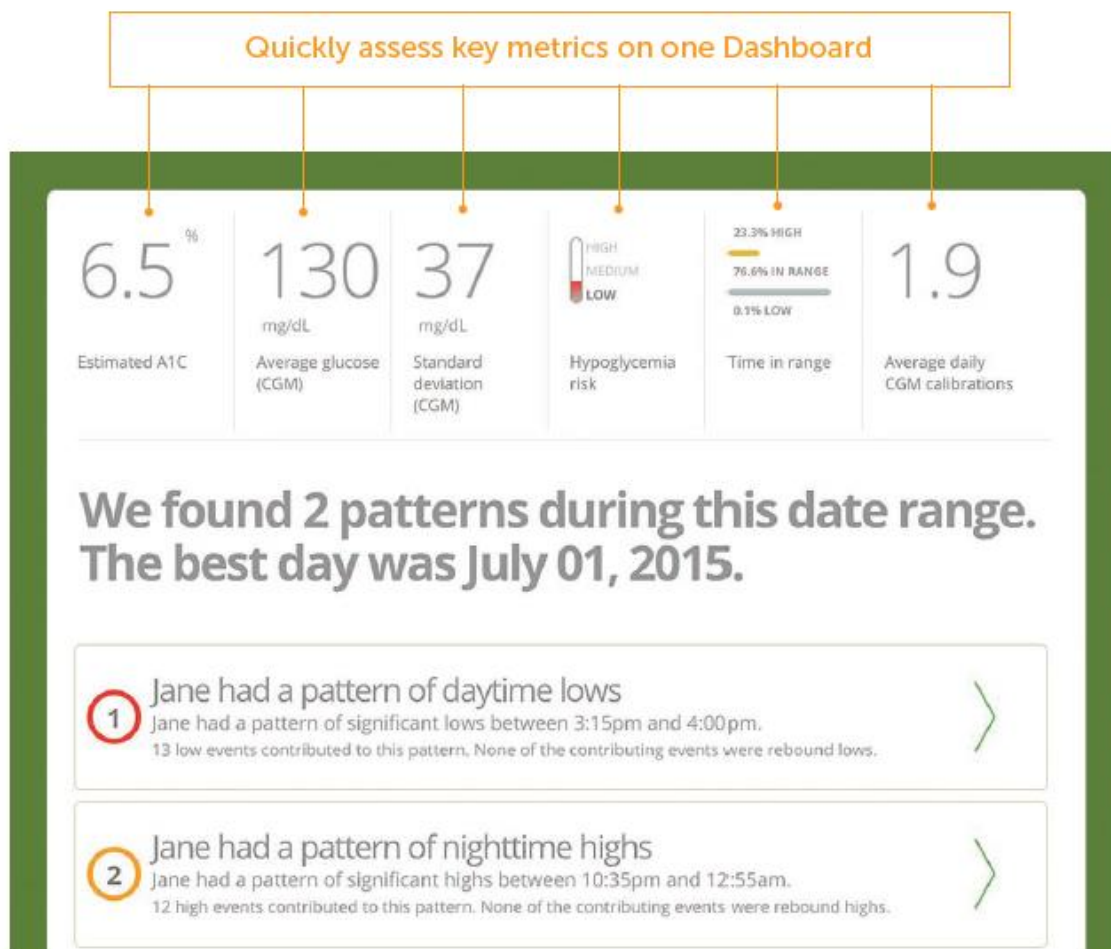 Quickly assess key metrics on one Dashboard
6.5 %
Estimated A1C
130
mg/dL
Average glucose
(CGM)
37
mg/dL
Standard
deviation
(CGM)
HIGH
MEDIUM
LOW
Hypoglycemia
risk
23.3% HIGH
76.6% IN RANGE
0.1% LOW
Time in range
1.9
Average daily
CGM calibrations
We found 2 patterns during this date range.
The best day was July 01, 2015.
1
Jane had a pattern of daytime lows
Jane had a pattern of significant lows between 3:15pm and 4:00pm.
13 low events contributed to this pattern. None of the contributing events were rebound lows.
2
Jane had a pattern of nighttime highs
Jane had a pattern of significant highs between 10:35pm and 12:55am.
12 high events contributed to this pattern. None of the contributing events were rebound highs.